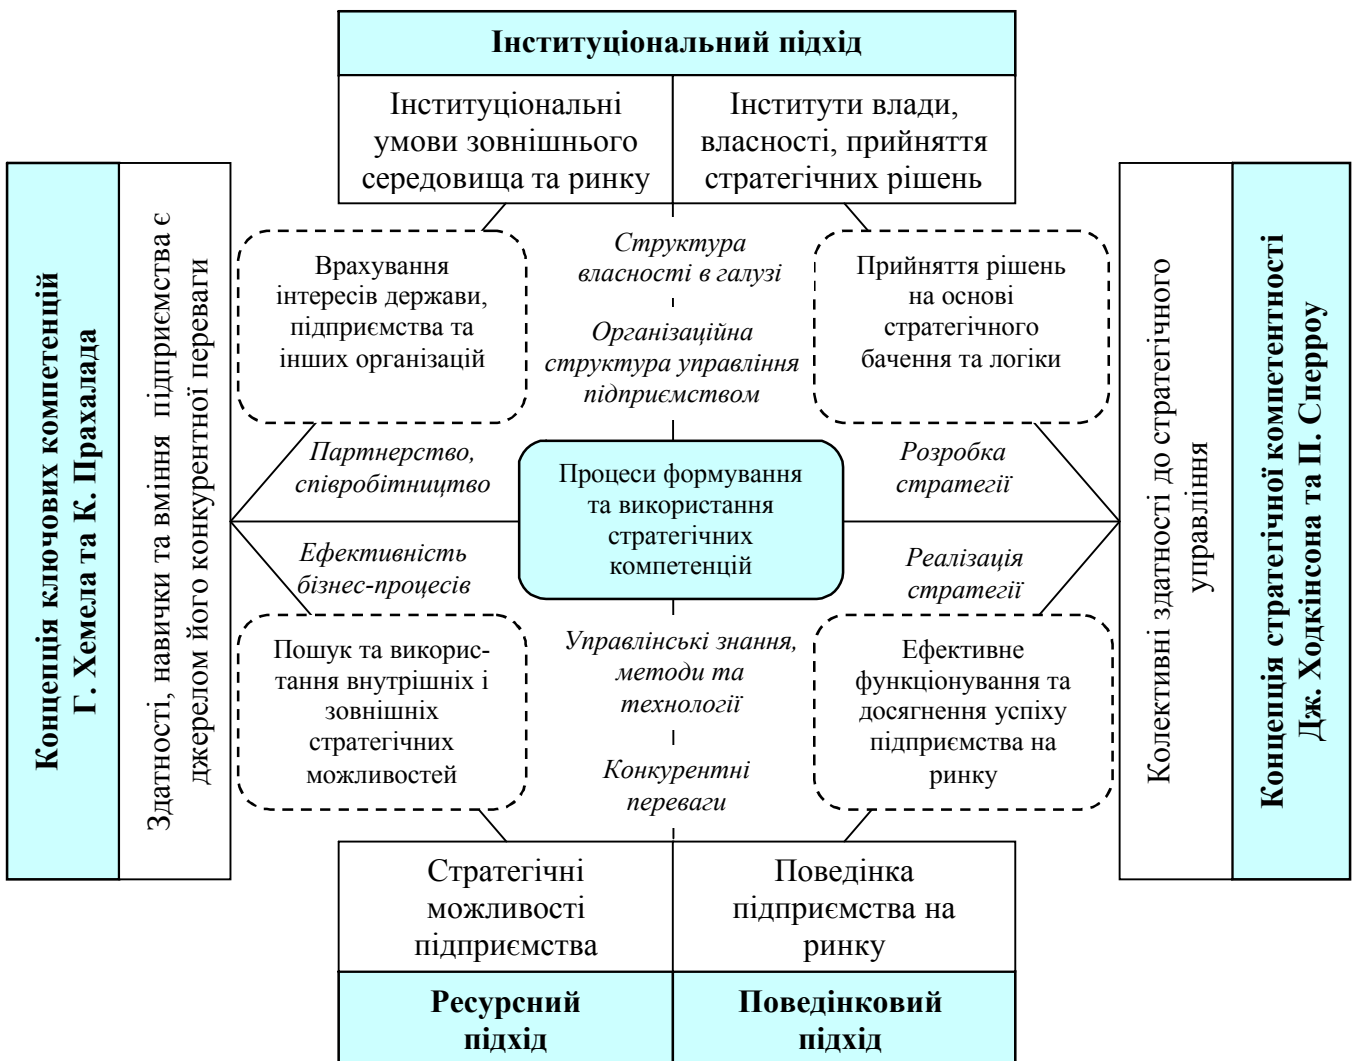 Інституціональний підхід
Інституціональні
умови зовнішнього
середовища та ринку
Інститути влади,
власності, прийняття
стратегічних рішень
Концепція ключових компетенцій
Г. Хемела та К. Прахалада
Здатності, навички та вміння підприємства є
джерелом його конкурентної переваги
Врахування
інтересів держави,
підприємства та
інших організацій
Структура
власності в галузі
Організаційна
структура управління
підприємством
Прийняття рішень
на основі
стратегічного
бачення та логіки
Партнерство,
співробітництво
Процеси формування
та використання
стратегічних
компетенцій
Розробка
стратегії
Ефективність
бізнес-процесів
Реалізація
стратегії
Пошук та викорис-
тання внутрішніх і
зовнішніх
стратегічних
можливостей
Управлінські знання,
методи та
технології
Конкурентні
переваги
Ефективне
функціонування та
досягнення успіху
підприємства на
ринку
Колективні здатності до стратегічного
управління
Концепція стратегічної компетентності
Дж. Ходкінсона та П. Сперроу
Стратегічні
можливості
підприємства
Поведінка
підприємства на
ринку
Ресурсний
підхід
Поведінковий
підхід